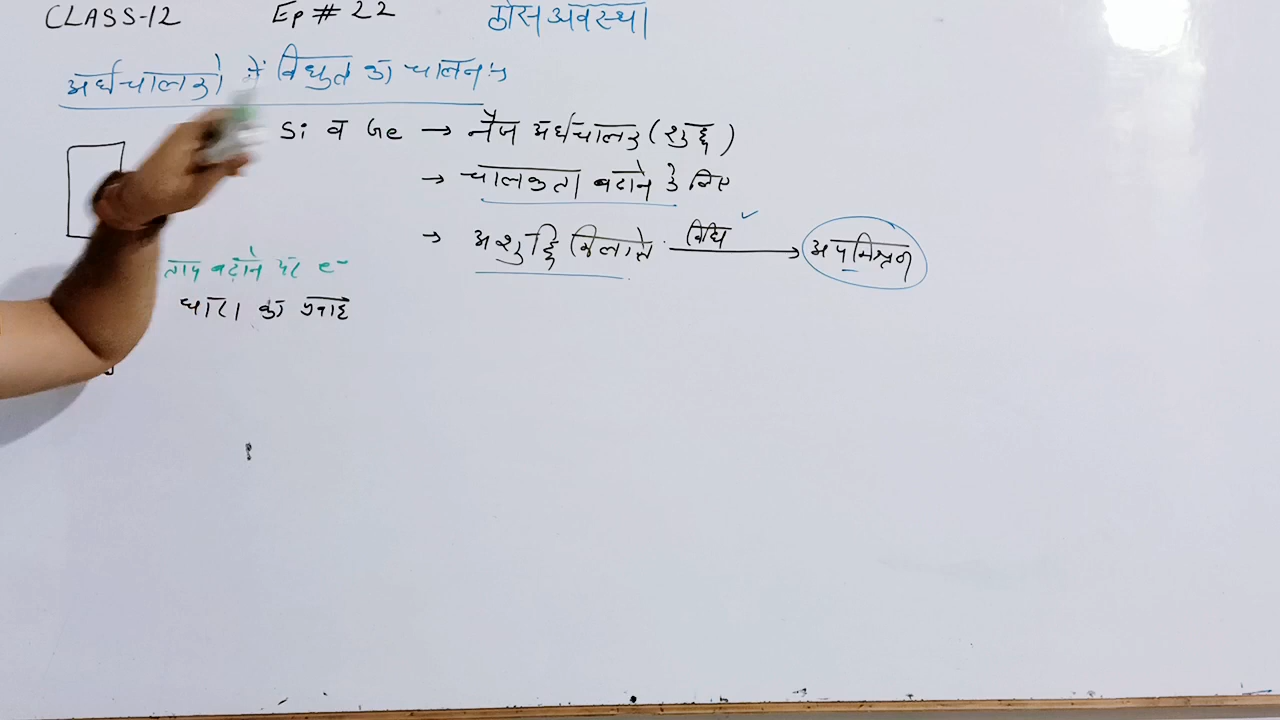 CLASS-12 Ep # 22 ठोस अवस्था
अर्धचालको में विधुत का चालन :→
Si व Ge → नैज अर्धचालक (शुद्ध)
→ चालकता बढाने के लिए
→ अशुद्धि मिलाते विधि → अपमिश्रण
ताप बढ़ाने पर e⁻
धारा का प्रवाह